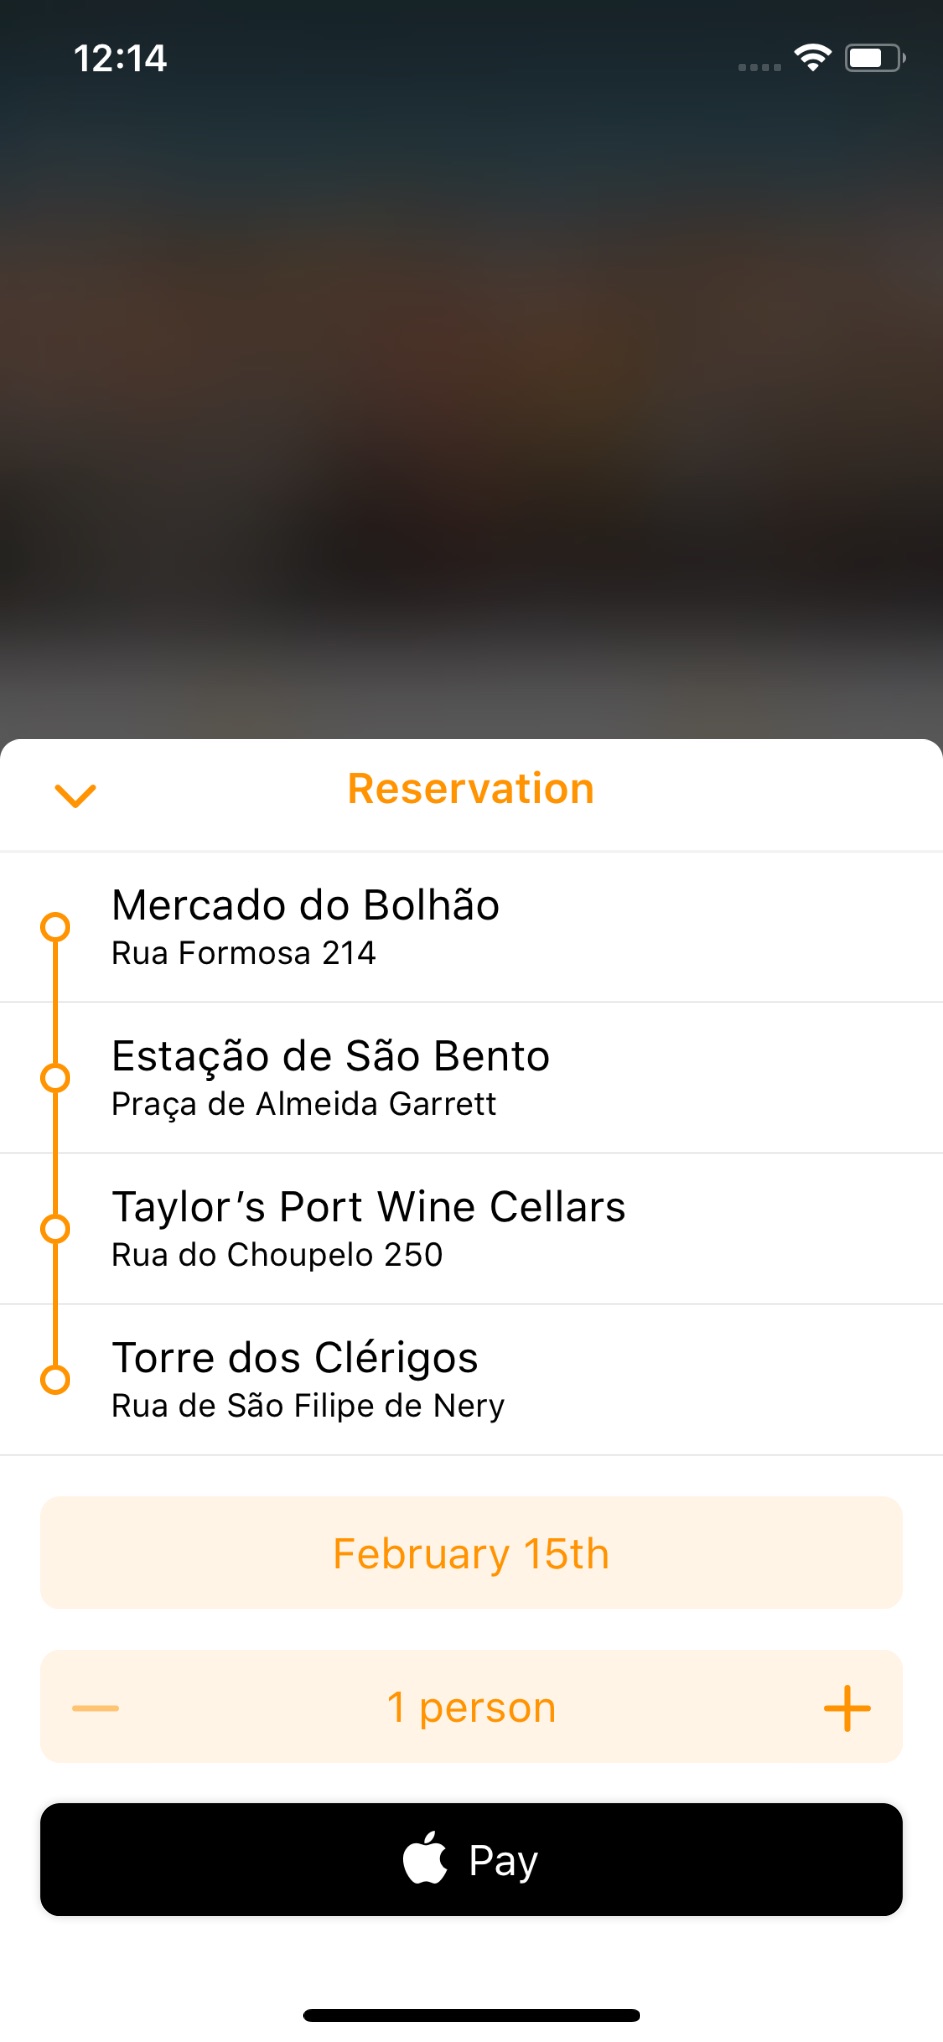 12:14
Reservation
Mercado do Bolhão
Rua Formosa 214
Estação de São Bento
Praça de Almeida Garrett
Taylor’s Port Wine Cellars
Rua do Choupelo 250
Torre dos Clérigos
Rua de São Filipe de Nery
February 15th
1 person
Pay